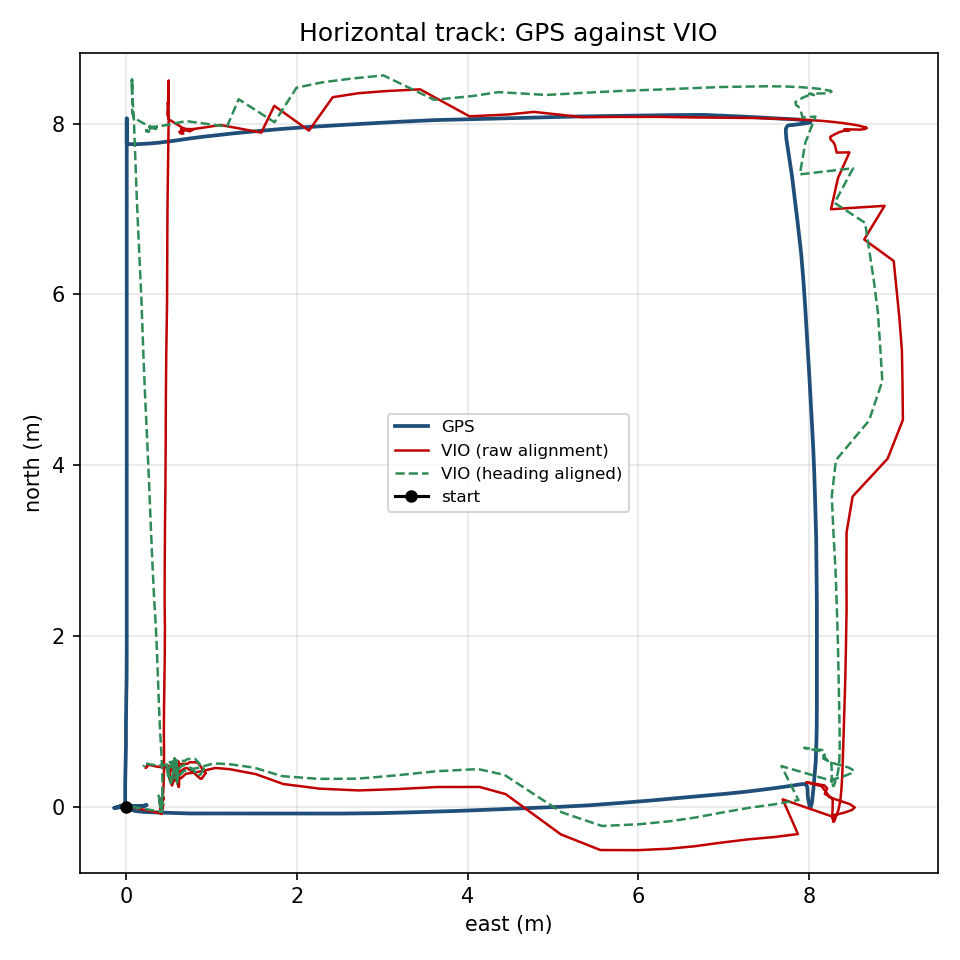 Horizontal track: GPS against VIO
8
6
4
2
0
north (m)
GPS
VIO (raw alignment)
VIO (heading aligned)
start
0 2 4 6 8
east (m)